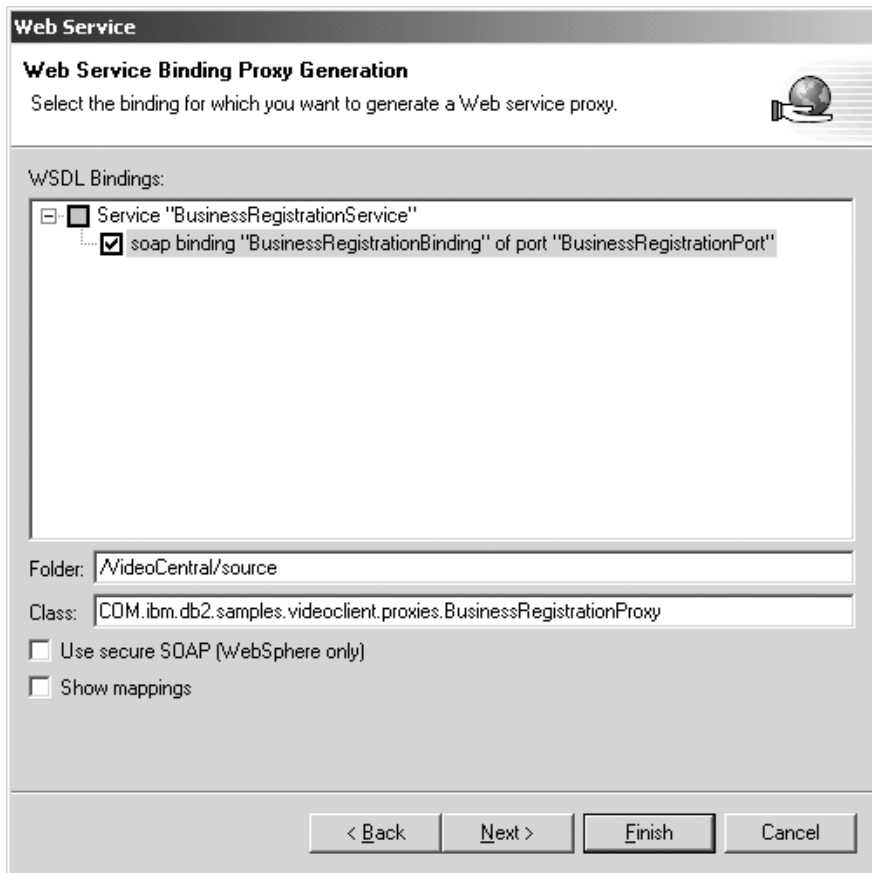 Web Service
Web Service Binding Proxy Generation
Select the binding for which you want to generate a Web service proxy.
WSDL Bindings:
Service "BusinessRegistrationService"
soap binding "BusinessRegistrationBinding" of port "BusinessRegistrationPort"
Folder: /VideoCentral/source
Class: COM.ibm.db2.samples.videoclient.proxies.BusinessRegistrationProxy
Use secure SOAP (WebSphere only)
Show mappings
< Back Next > Finish Cancel